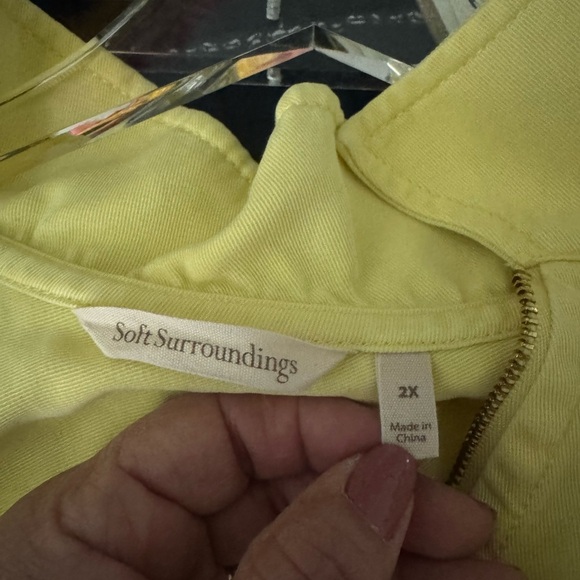 Soft Surroundings
2X
Made in
China